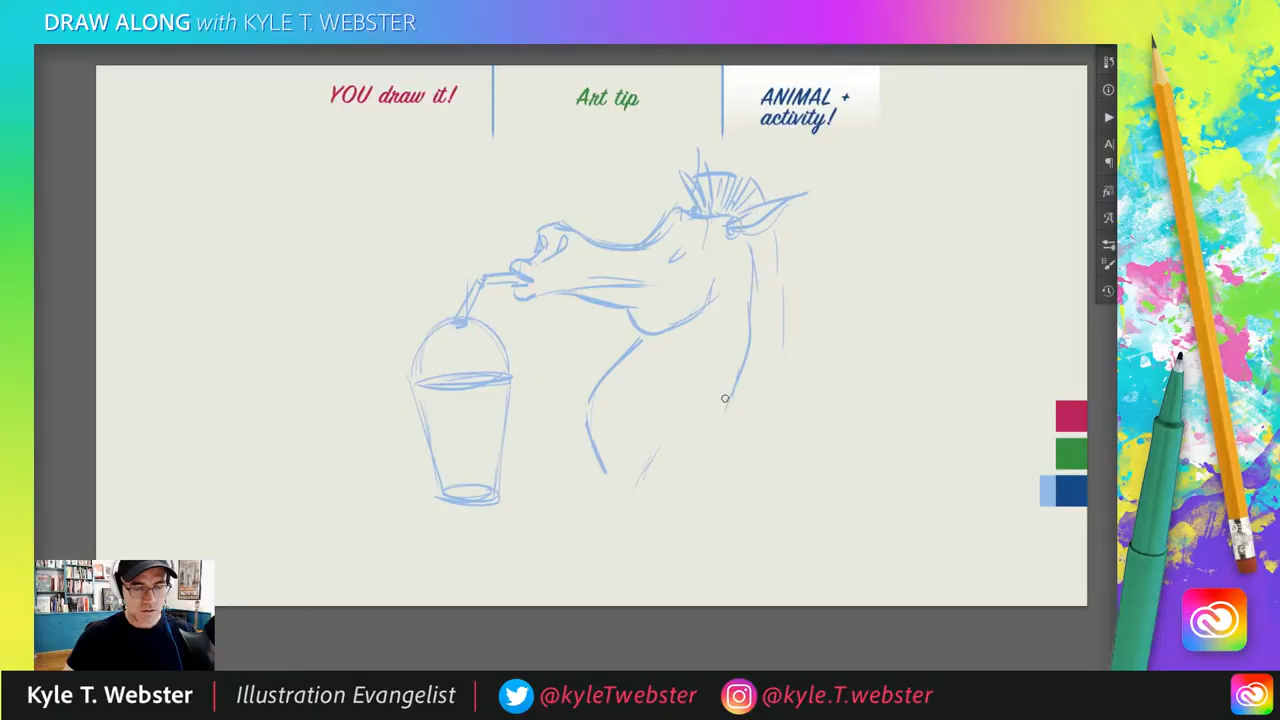 DRAW ALONG with KYLE T. WEBSTER
YOU draw it!
Art tip
ANIMAL +
activity!
Kyle T. Webster | Illustration Evangelist | @kyleTwebster @kyle.T.webster